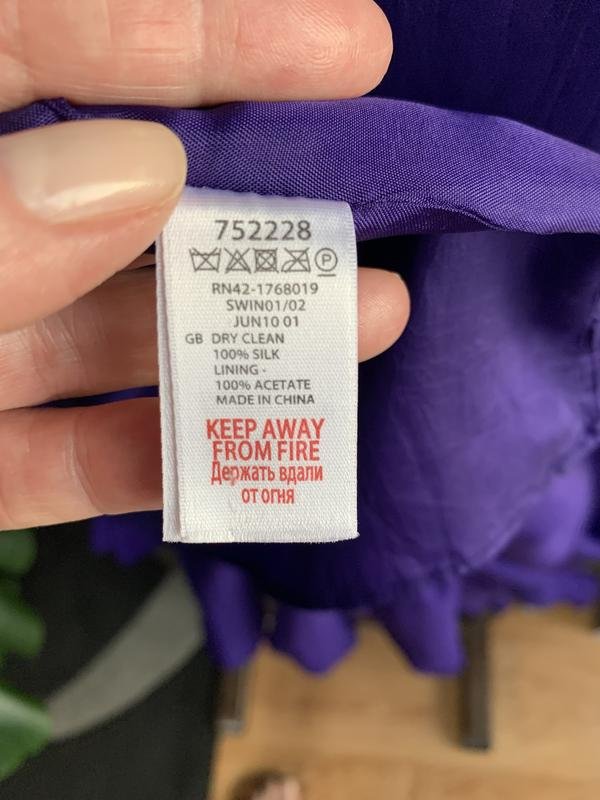 752228
P
RN42-1768019
SWIN01/02
JUN10 01
GB DRY CLEAN
100% SILK
LINING -
100% ACETATE
MADE IN CHINA
KEEP AWAY
FROM FIRE
Держать вдали
от огня